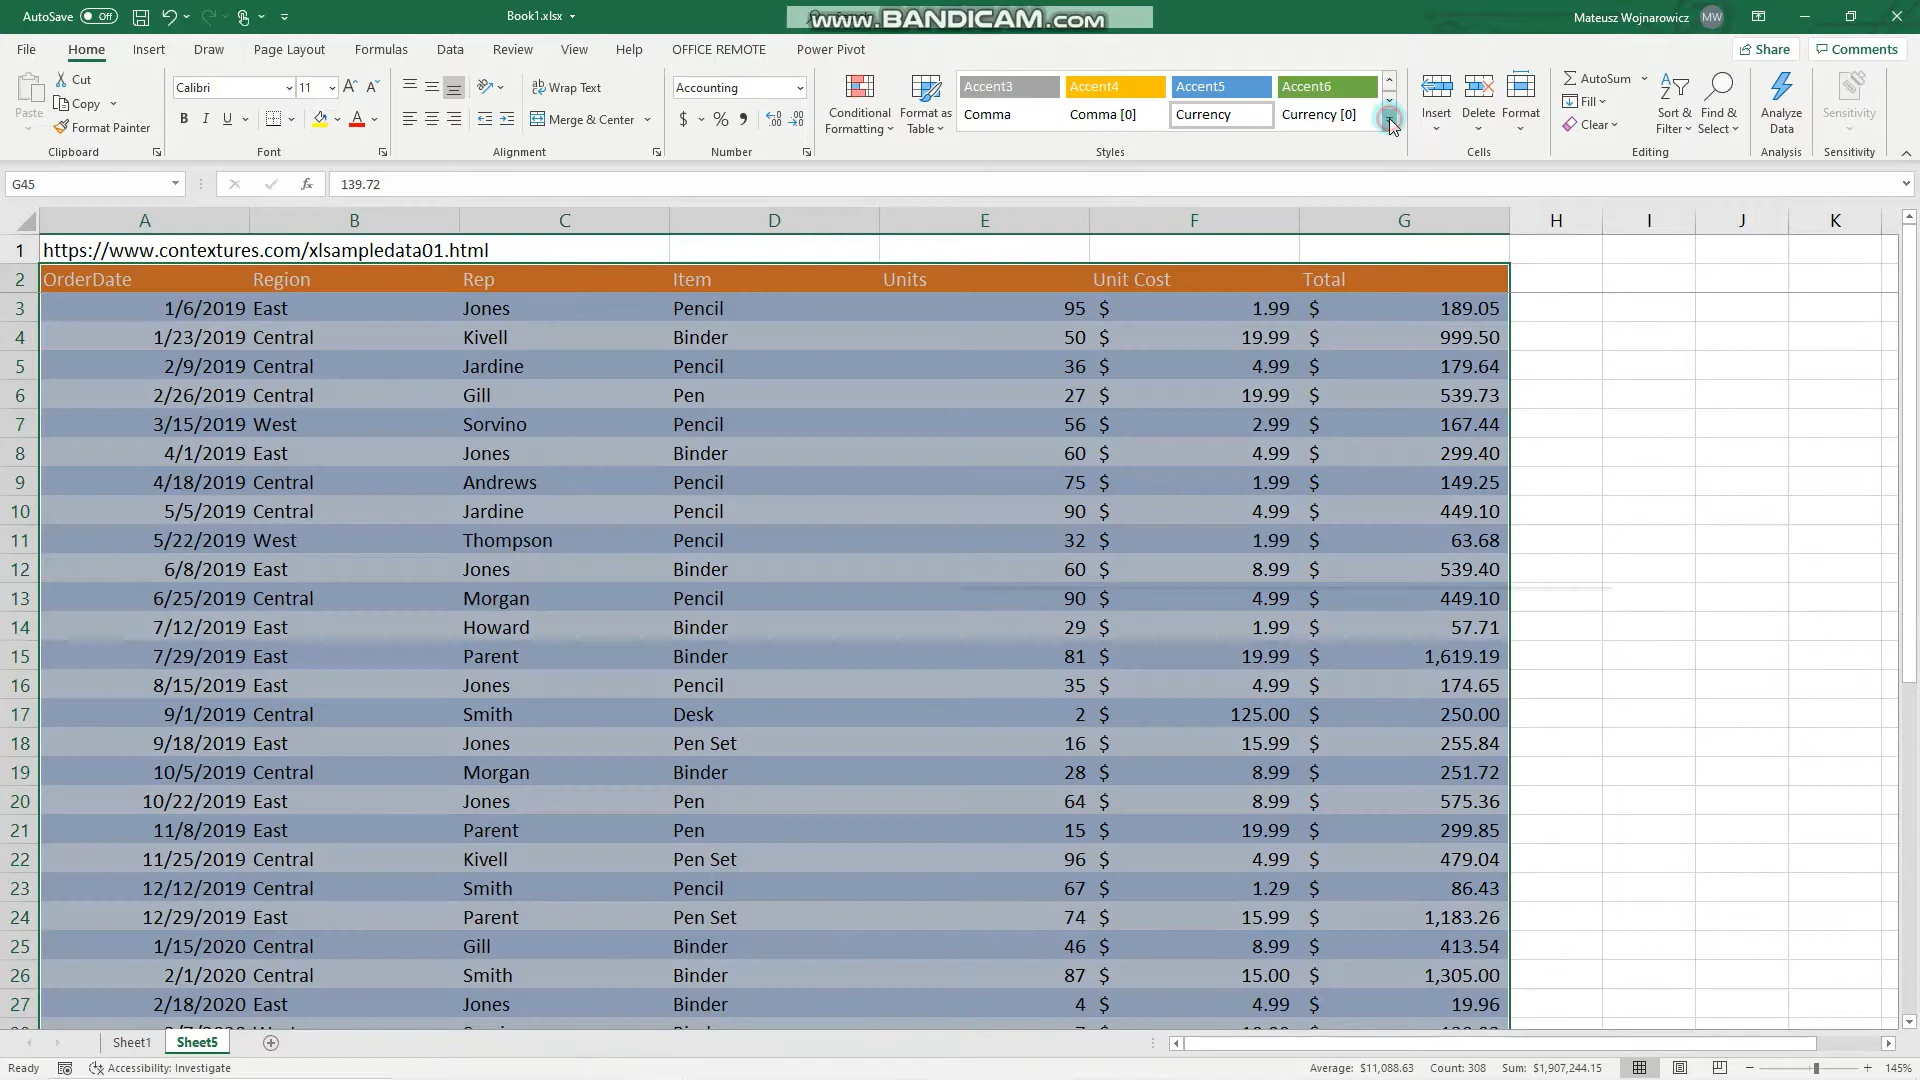 AutoSave Off Book1.xlsx www.BANDICAM.com Mateusz Wojnarowicz MW
File Home Insert Draw Page Layout Formulas Data Review View Help OFFICE REMOTE Power Pivot Share Comments
Paste Cut Copy Format Painter Clipboard
Calibri 11 B I U A Font
Wrap Text Merge & Center Alignment
Accounting $ % Number
Conditional Formatting Format as Table
Accent3 Accent4 Accent5 Accent6
Comma Comma [0] Currency Currency [0]
Styles
Insert Delete Format Cells
AutoSum Fill Clear Sort & Filter Find & Select Editing
Analyze Data Analysis
Sensitivity Sensitivity
G45 fx 139.72
A B C D E F G H I J K
1 https://www.contextures.com/xlsampledata01.html
2 OrderDate Region Rep Item Units Unit Cost Total
3 1/6/2019 East Jones Pencil 95 $ 1.99 $ 189.05
4 1/23/2019 Central Kivell Binder 50 $ 19.99 $ 999.50
5 2/9/2019 Central Jardine Pencil 36 $ 4.99 $ 179.64
6 2/26/2019 Central Gill Pen 27 $ 19.99 $ 539.73
7 3/15/2019 West Sorvino Pencil 56 $ 2.99 $ 167.44
8 4/1/2019 East Jones Binder 60 $ 4.99 $ 299.40
9 4/18/2019 Central Andrews Pencil 75 $ 1.99 $ 149.25
10 5/5/2019 Central Jardine Pencil 90 $ 4.99 $ 449.10
11 5/22/2019 West Thompson Pencil 32 $ 1.99 $ 63.68
12 6/8/2019 East Jones Binder 60 $ 8.99 $ 539.40
13 6/25/2019 Central Morgan Pencil 90 $ 4.99 $ 449.10
14 7/12/2019 East Howard Binder 29 $ 1.99 $ 57.71
15 7/29/2019 East Parent Binder 81 $ 19.99 $ 1,619.19
16 8/15/2019 East Jones Pencil 35 $ 4.99 $ 174.65
17 9/1/2019 Central Smith Desk 2 $ 125.00 $ 250.00
18 9/18/2019 East Jones Pen Set 16 $ 15.99 $ 255.84
19 10/5/2019 Central Morgan Binder 28 $ 8.99 $ 251.72
20 10/22/2019 East Jones Pen 64 $ 8.99 $ 575.36
21 11/8/2019 East Parent Pen 15 $ 19.99 $ 299.85
22 11/25/2019 Central Kivell Pen Set 96 $ 4.99 $ 479.04
23 12/12/2019 Central Smith Pencil 67 $ 1.29 $ 86.43
24 12/29/2019 East Parent Pen Set 74 $ 15.99 $ 1,183.26
25 1/15/2020 Central Gill Binder 46 $ 8.99 $ 413.54
26 2/1/2020 Central Smith Binder 87 $ 15.00 $ 1,305.00
27 2/18/2020 East Jones Binder 4 $ 4.99 $ 19.96
Sheet1 Sheet5
Ready Accessibility: Investigate Average: $11,088.63 Count: 308 Sum: $1,907,244.15 145%